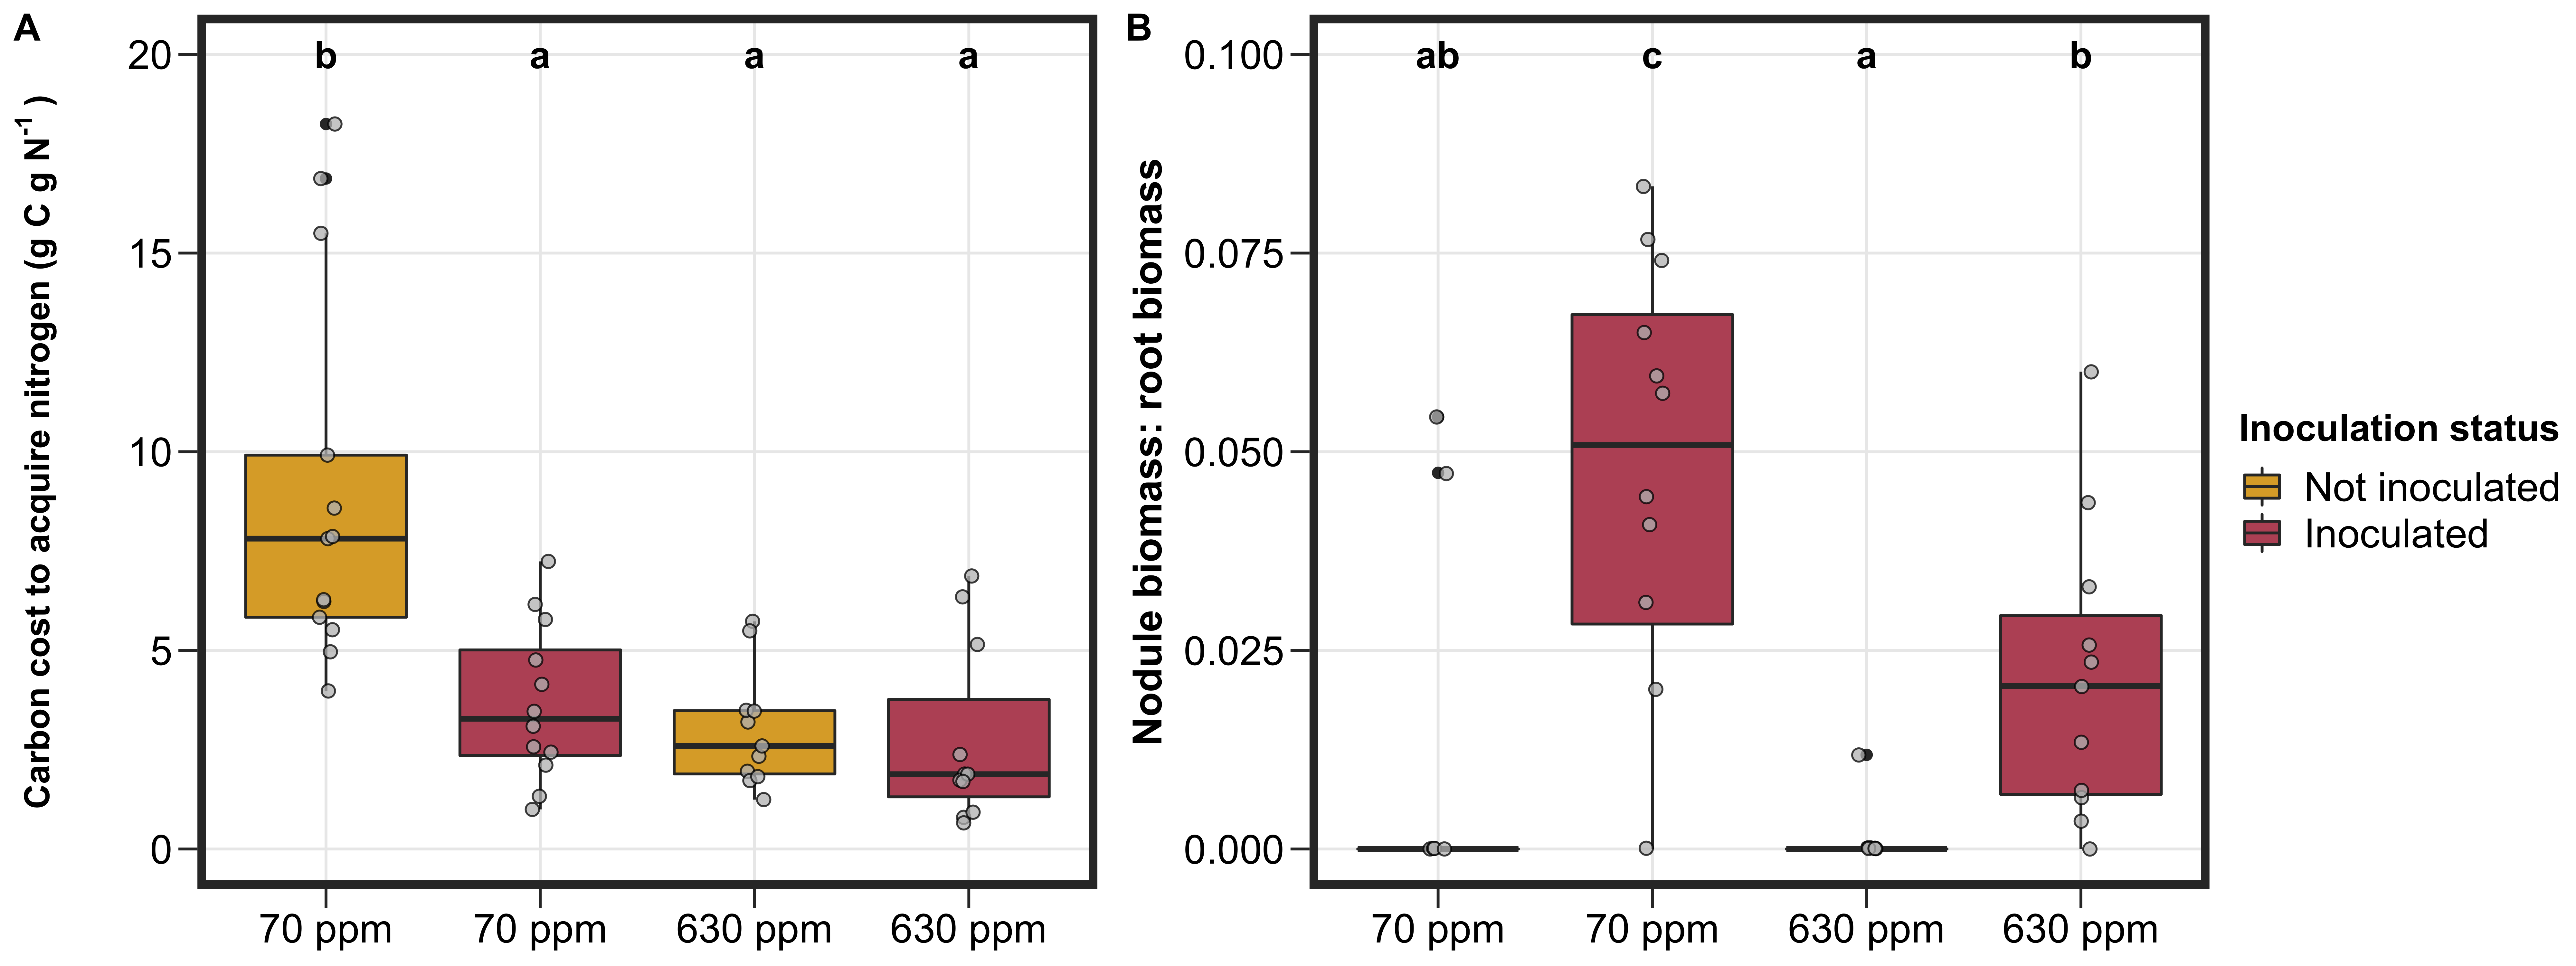 A
Carbon cost to acquire nitrogen (g C g N⁻¹ )
20
15
10
5
0
b a a a
70 ppm 70 ppm 630 ppm 630 ppm
B
Nodule biomass: root biomass
0.100
0.075
0.050
0.025
0.000
ab c a b
70 ppm 70 ppm 630 ppm 630 ppm
Inoculation status
Not inoculated
Inoculated